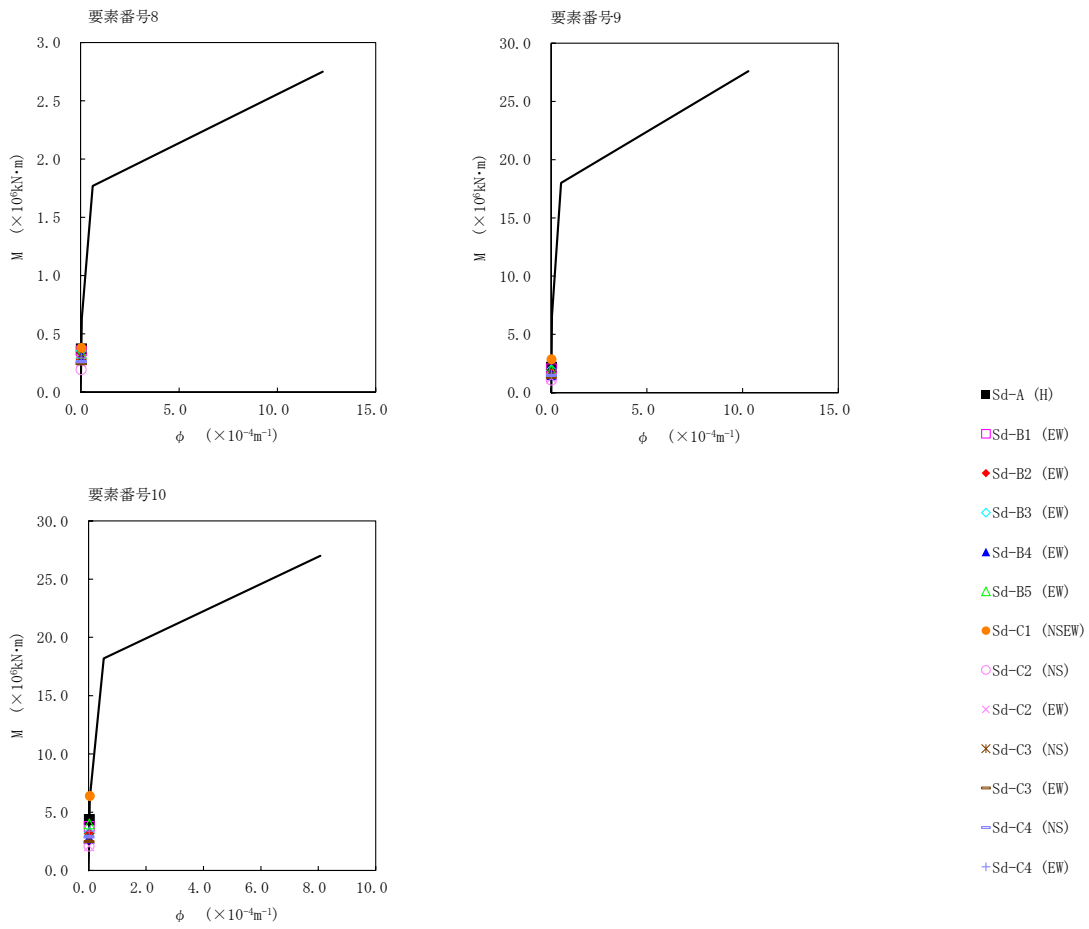 要素番号8
3.0
2.5
2.0
1.5
1.0
0.5
0.0
M （×10⁶kN・m）
0.0 5.0 10.0 15.0
φ （×10⁻⁴m⁻¹）
要素番号9
30.0
25.0
20.0
15.0
10.0
5.0
0.0
M （×10⁶kN・m）
0.0 5.0 10.0 15.0
φ （×10⁻⁴m⁻¹）
要素番号10
30.0
25.0
20.0
15.0
10.0
5.0
0.0
M （×10⁶kN・m）
0.0 2.0 4.0 6.0 8.0 10.0
φ （×10⁻⁴m⁻¹）
Sd-A (H)
Sd-B1 (EW)
Sd-B2 (EW)
Sd-B3 (EW)
Sd-B4 (EW)
Sd-B5 (EW)
Sd-C1 (NSEW)
Sd-C2 (NS)
Sd-C2 (EW)
Sd-C3 (NS)
Sd-C3 (EW)
Sd-C4 (NS)
Sd-C4 (EW)